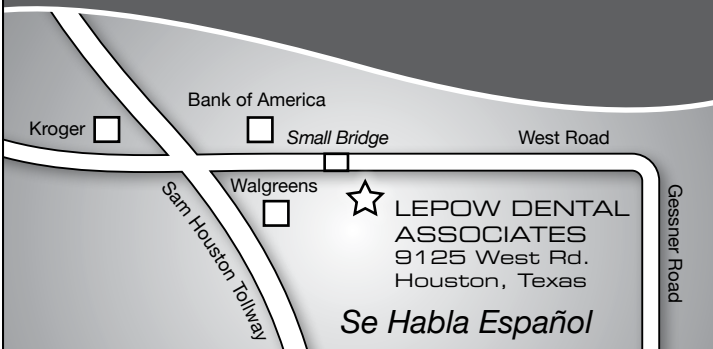 Bank of America
Kroger
Small Bridge
West Road
Walgreens
Sam Houston Tollway
Gessner Road
LEPOW DENTAL
ASSOCIATES
9125 West Rd.
Houston, Texas
Se Habla Español